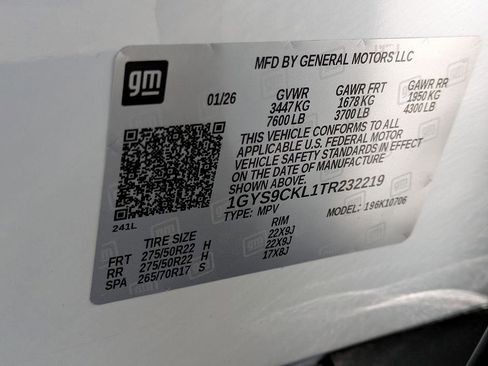 gm
MFD BY GENERAL MOTORS LLC
01/26 GVWR GAWR FRT GAWR RR
3447 KG 1678 KG 1950 KG
7600 LB 3700 LB 4300 LB
THIS VEHICLE CONFORMS TO ALL
APPLICABLE U.S. FEDERAL MOTOR
VEHICLE SAFETY STANDARDS IN EFFECT
ON THE DATE OF MANUFACTURE
SHOWN ABOVE.
1GYS9CKL1TR232219
TYPE: MPV MODEL: 196K10706
241L
TIRE SIZE RIM
FRT 275/50R22 H 22X9J
RR 275/50R22 H 22X9J
SPA 265/70R17 S 17X8J